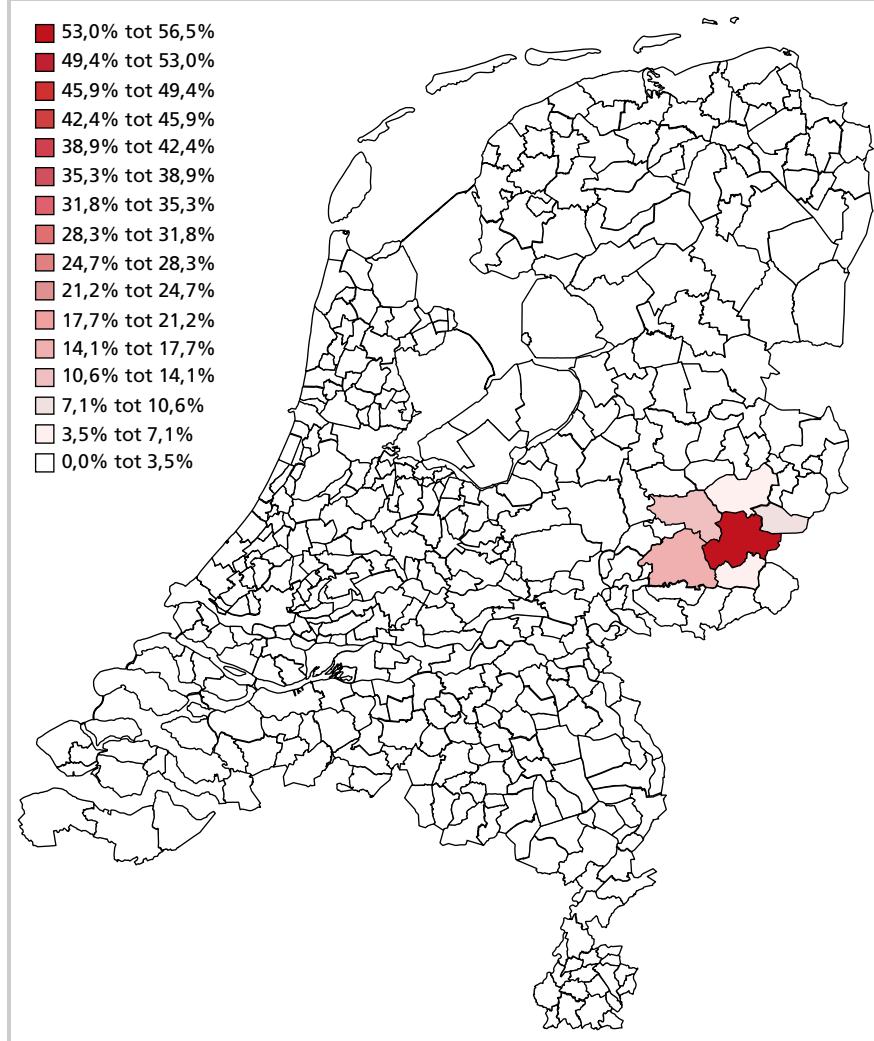 53,0% tot 56,5%
49,4% tot 53,0%
45,9% tot 49,4%
42,4% tot 45,9%
38,9% tot 42,4%
35,3% tot 38,9%
31,8% tot 35,3%
28,3% tot 31,8%
24,7% tot 28,3%
21,2% tot 24,7%
17,7% tot 21,2%
14,1% tot 17,7%
10,6% tot 14,1%
7,1% tot 10,6%
3,5% tot 7,1%
0,0% tot 3,5%